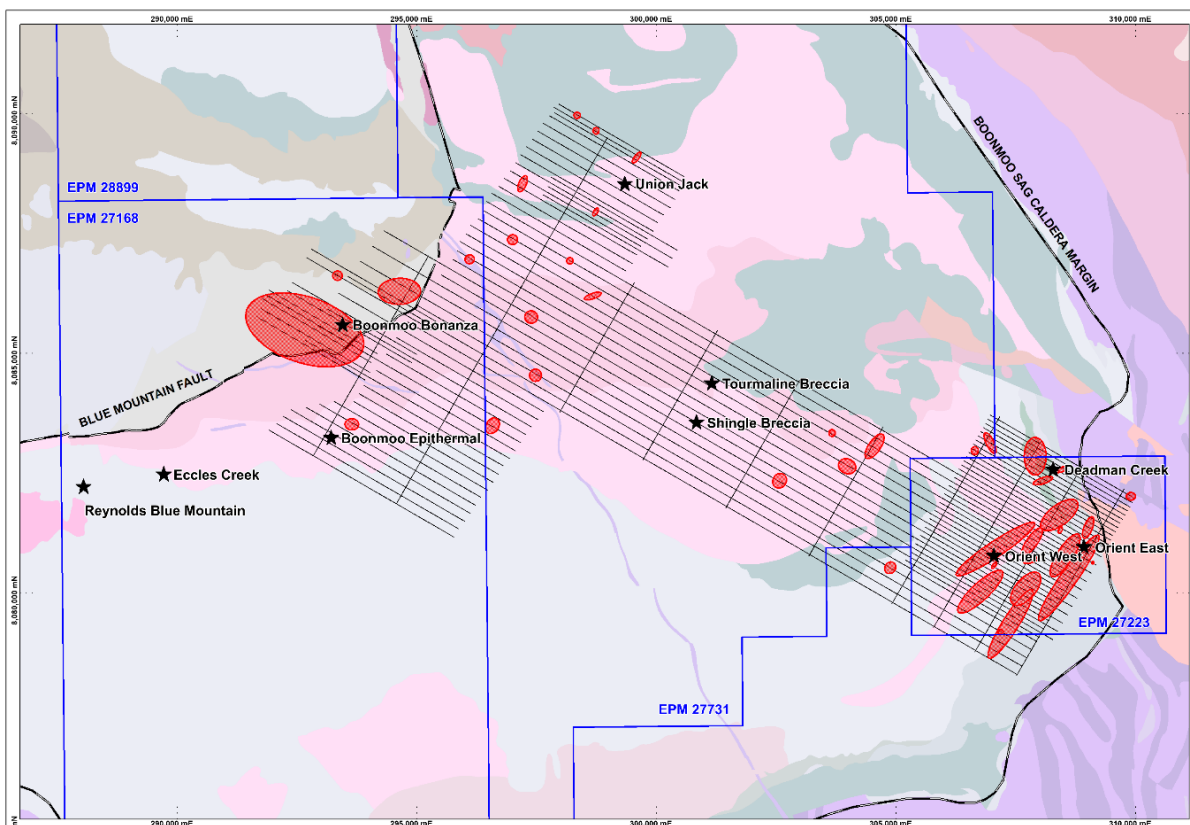 290,000 mE
295,000 mE
300,000 mE
305,000 mE
310,000 mE
8,090,000 mN
BOONMOO SAG CALDERA MARGIN
EPM 28899
Union Jack
EPM 27168
Boonmoo Bonanza
8,085,000 mN
Tourmaline Breccia
BLUE MOUNTAIN FAULT
Shingle Breccia
Boonmoo Epithermal
Deadman Creek
Eccles Creek
Reynolds Blue Mountain
Orient East
Orient West
8,080,000 mN
EPM 27223
EPM 27731
mN
290,000 mE
295,000 mE
300,000 mE
305,000 mE
310,000 mE